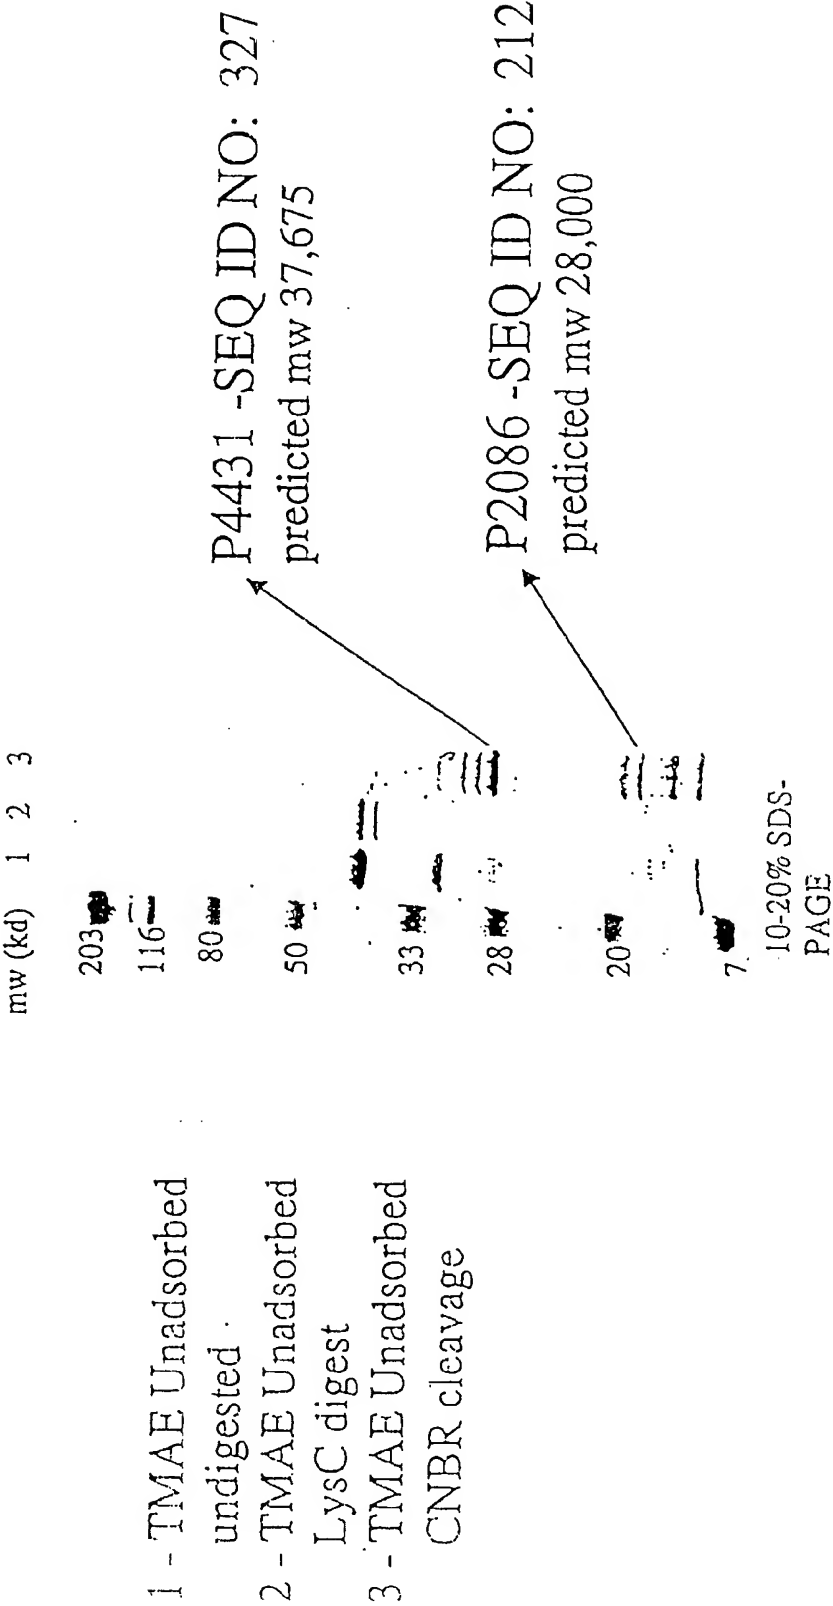 1 - TMAE Unadsorbed
undigested
2 - TMAE Unadsorbed
LysC digest
3 - TMAE Unadsorbed
CNBR cleavage
mw (kd) 1 2 3
203
116
80
50
33
28
20
7
10-20% SDS-
PAGE
P4431 -SEQ ID NO: 327
predicted mw 37,675
P2086 -SEQ ID NO: 212
predicted mw 28,000